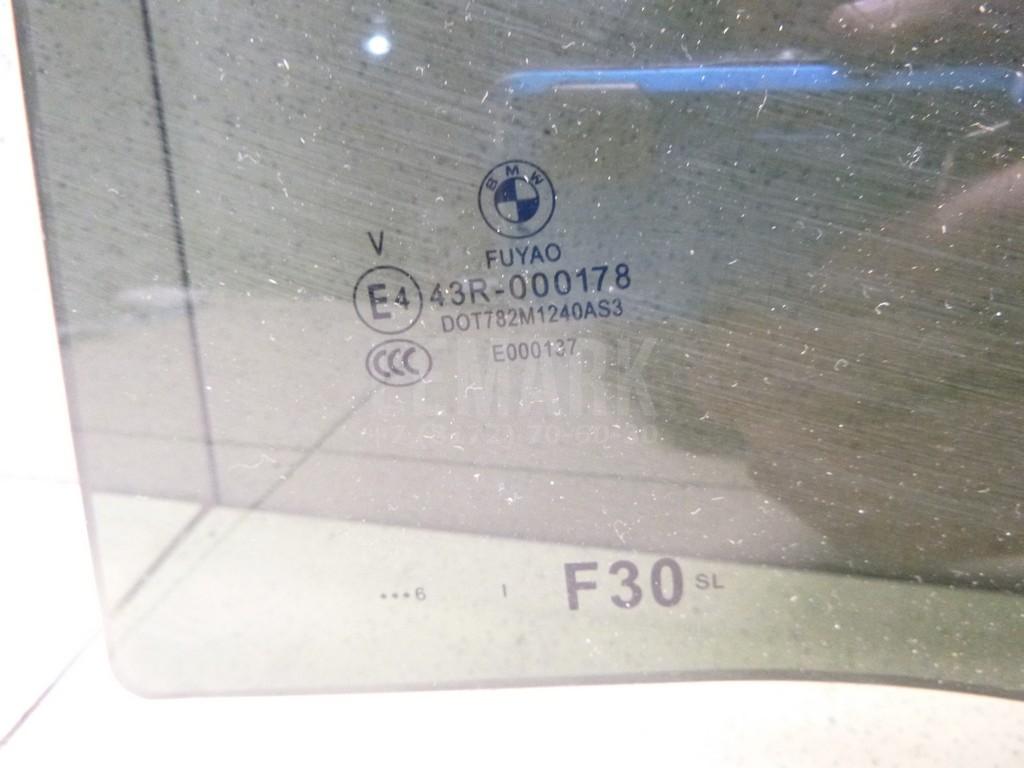 BMW
FUYAO
V
E4 43R-000178
DOT782M1240AS3
CCC E000137
•••6 I F30 SL